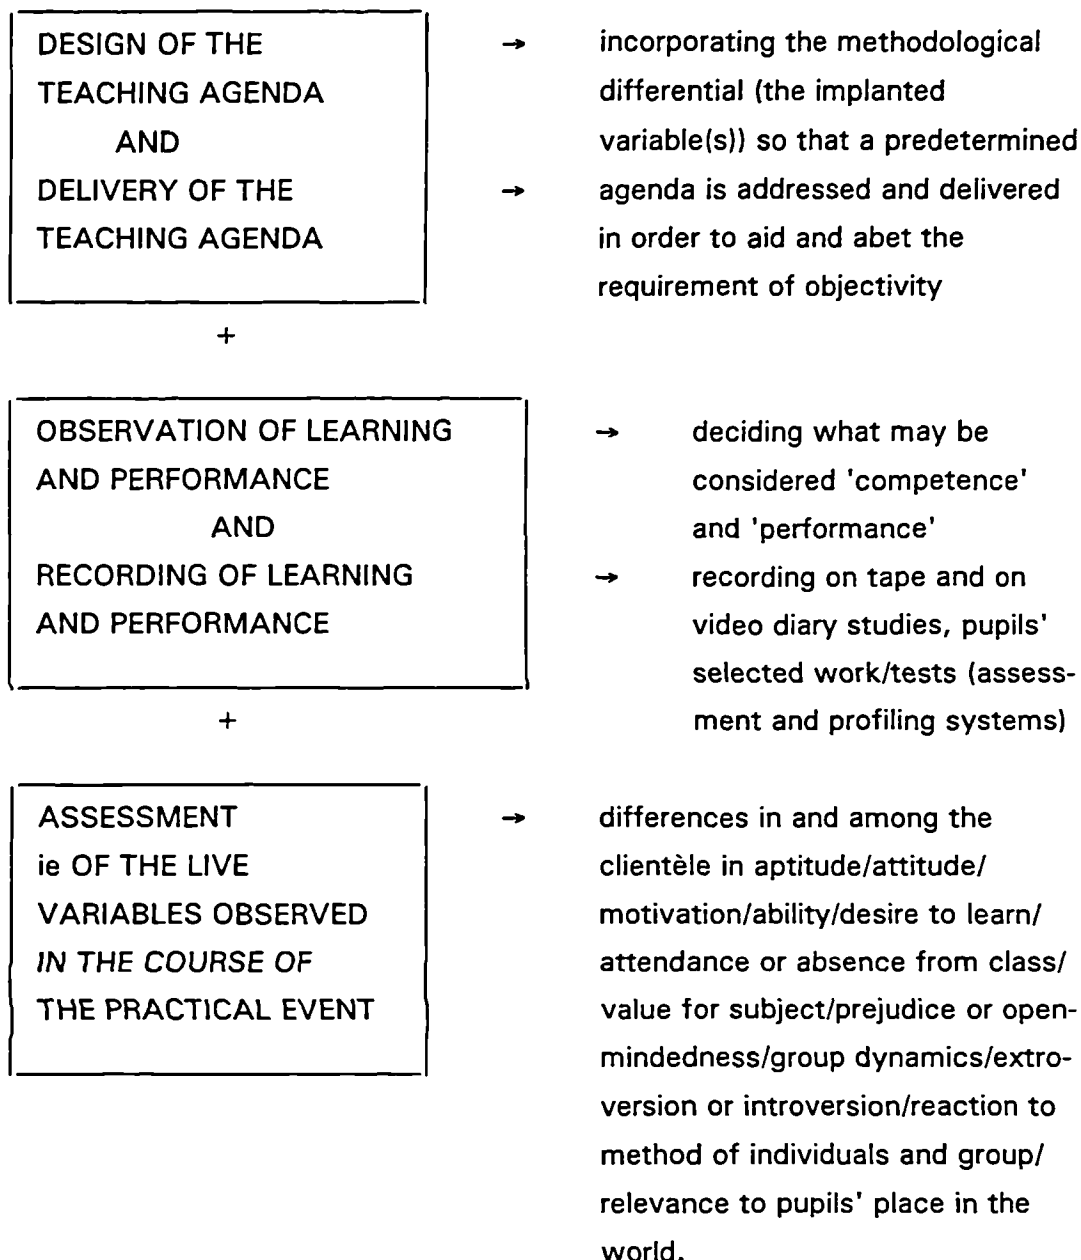 DESIGN OF THE
TEACHING AGENDA
AND
DELIVERY OF THE
TEACHING AGENDA
→ incorporating the methodological
differential (the implanted
variable(s)) so that a predetermined
→ agenda is addressed and delivered
in order to aid and abet the
requirement of objectivity
+
OBSERVATION OF LEARNING
AND PERFORMANCE
AND
RECORDING OF LEARNING
AND PERFORMANCE
→ deciding what may be
considered 'competence'
and 'performance'
→ recording on tape and on
video diary studies, pupils'
selected work/tests (assess-
ment and profiling systems)
+
ASSESSMENT
ie OF THE LIVE
VARIABLES OBSERVED
IN THE COURSE OF
THE PRACTICAL EVENT
→ differences in and among the
clientèle in aptitude/attitude/
motivation/ability/desire to learn/
attendance or absence from class/
value for subject/prejudice or open-
mindedness/group dynamics/extro-
version or introversion/reaction to
method of individuals and group/
relevance to pupils' place in the
world.